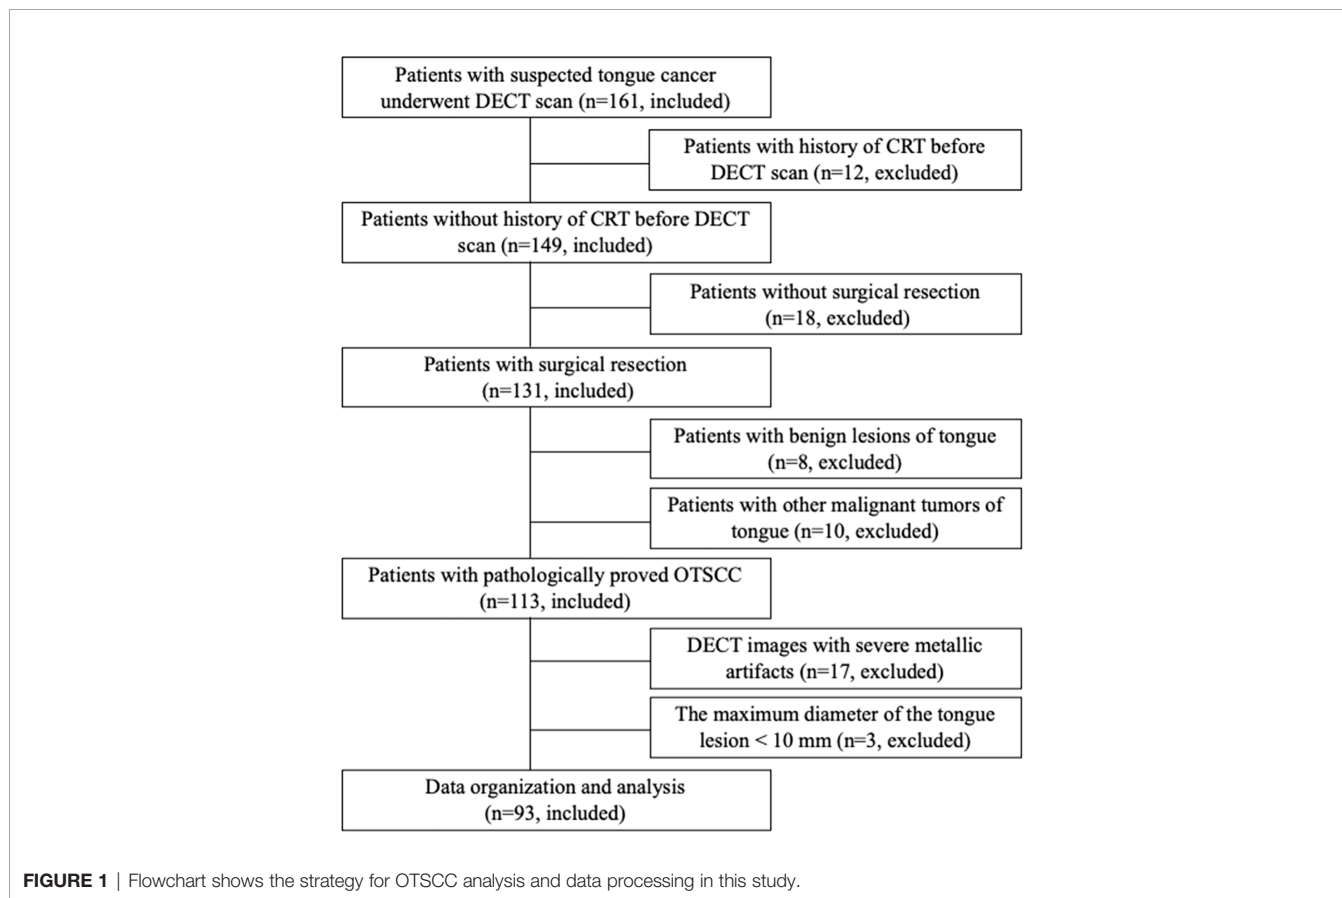 Patients with suspected tongue cancer
underwent DECT scan (n=161, included)
Patients with history of CRT before
DECT scan (n=12, excluded)
Patients without history of CRT before DECT
scan (n=149, included)
Patients without surgical resection
(n=18, excluded)
Patients with surgical resection
(n=131, included)
Patients with benign lesions of tongue
(n=8, excluded)
Patients with other malignant tumors of
tongue (n=10, excluded)
Patients with pathologically proved OTSCC
(n=113, included)
DECT images with severe metallic
artifacts (n=17, excluded)
The maximum diameter of the tongue
lesion < 10 mm (n=3, excluded)
Data organization and analysis
(n=93, included)
FIGURE 1 | Flowchart shows the strategy for OTSCC analysis and data processing in this study.